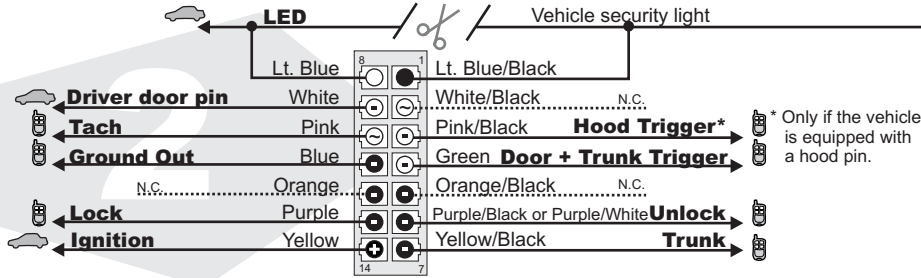 LED Vehicle security light
8 1
Lt. Blue Lt. Blue/Black
Driver door pin White White/Black N.C.
Tach Pink Pink/Black Hood Trigger* * Only if the vehicle
is equipped with
Ground Out Blue Green Door + Trunk Trigger a hood pin.
N.C. Orange Orange/Black N.C.
Lock Purple Purple/Black or Purple/White Unlock
Ignition Yellow Yellow/Black Trunk
14 7
2